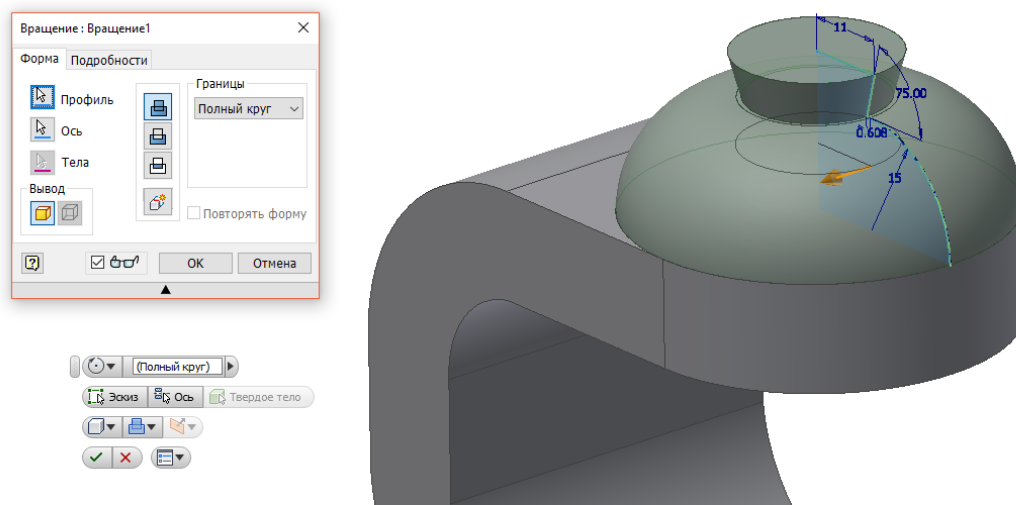 Вращение : Вращение1
Форма
Подробности
Профиль
Ось
Тела
Вывод
Границы
Полный круг
Повторять форму
OK
Отмена
(Полный круг)
Эскиз
Ось
Твердое тело
11
75.00
0.608
15